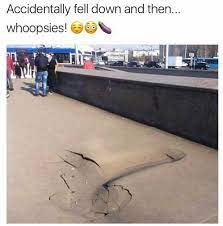 Accidentally fell down and then...
whoopsies! 😌😳🍆